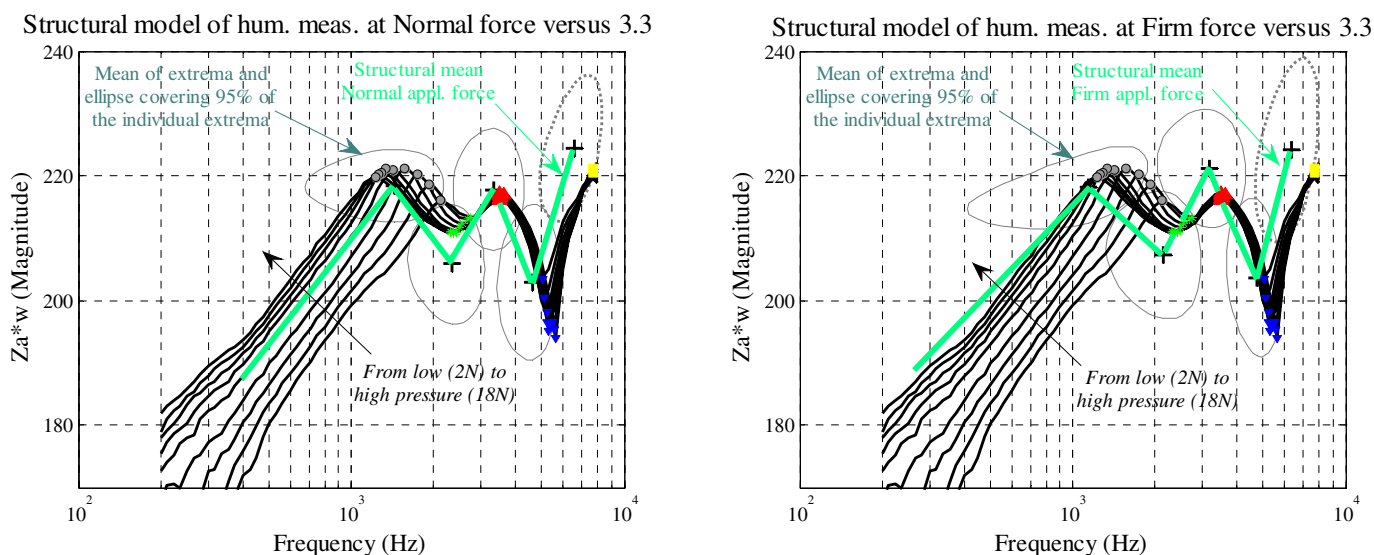 Structural model of hum. meas. at Normal force versus 3.3
240
220
200
180
Za*w (Magnitude)
Mean of extrema and
ellipse covering 95% of
the individual extrema
Structural mean
Normal appl. force
From low (2N) to
high pressure (18N)
10^2
10^3
10^4
Frequency (Hz)
Structural model of hum. meas. at Firm force versus 3.3
240
220
200
180
Za*w (Magnitude)
Mean of extrema and
ellipse covering 95% of
the individual extrema
Structural mean
Firm appl. force
From low (2N) to
high pressure (18N)
10^2
10^3
10^4
Frequency (Hz)